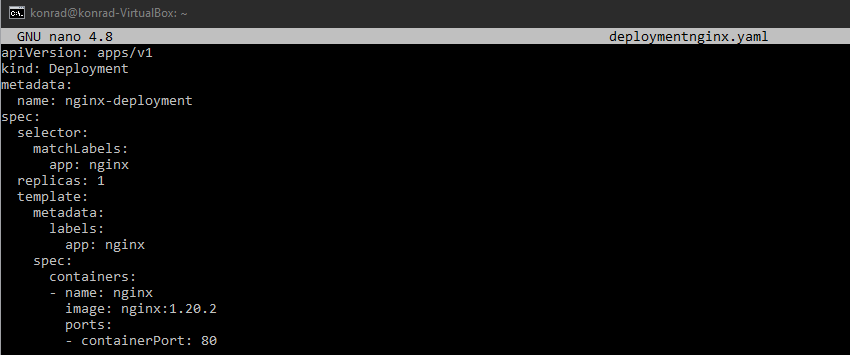 konrad@konrad-VirtualBox: ~
GNU nano 4.8 deploymentnginx.yaml
apiVersion: apps/v1
kind: Deployment
metadata:
  name: nginx-deployment
spec:
  selector:
    matchLabels:
      app: nginx
  replicas: 1
  template:
    metadata:
      labels:
        app: nginx
    spec:
      containers:
      - name: nginx
        image: nginx:1.20.2
        ports:
        - containerPort: 80